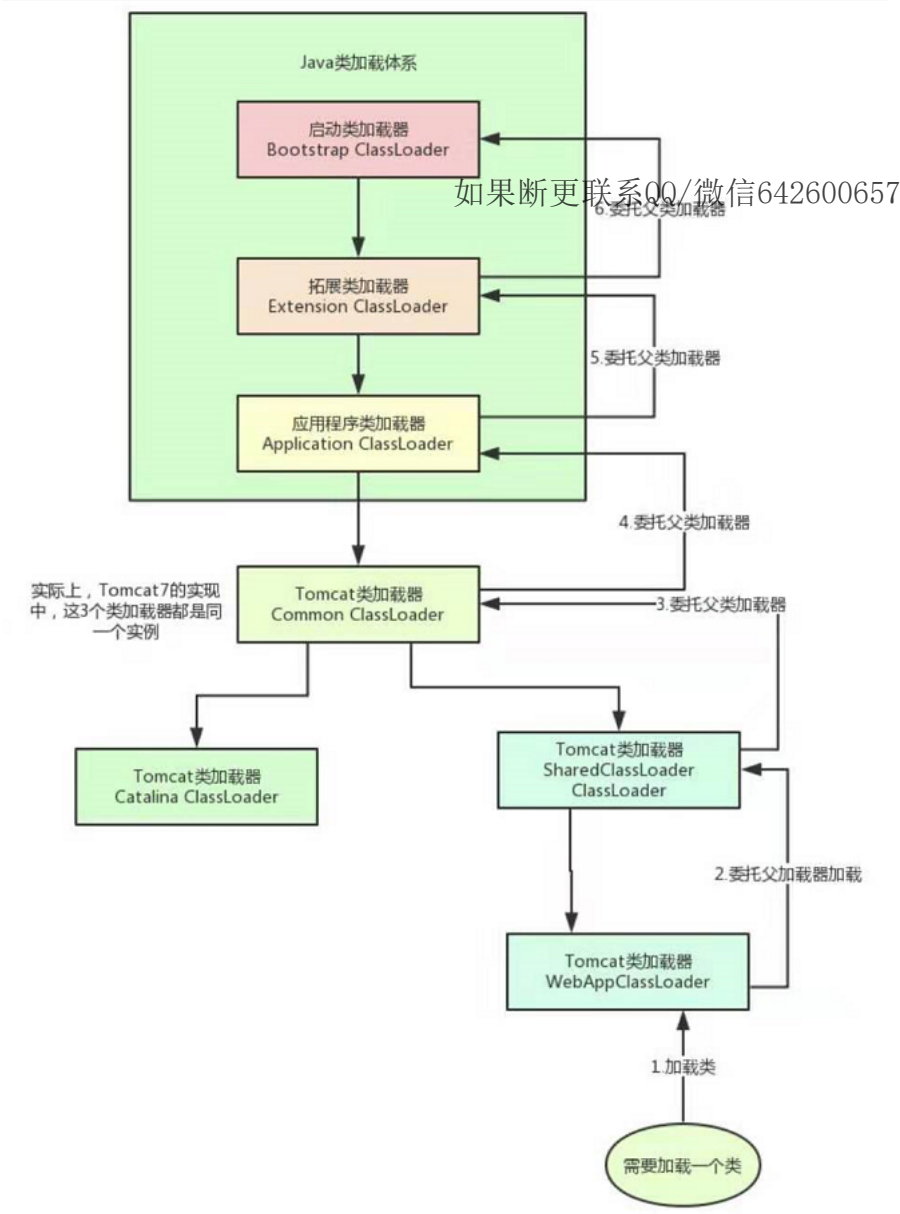 Java类加载体系
启动类加载器
Bootstrap ClassLoader
如果断更联系QQ/微信642600657
6.委托父类加载器
拓展类加载器
Extension ClassLoader
5.委托父类加载器
应用程序类加载器
Application ClassLoader
4.委托父类加载器
实际上，Tomcat7的实现
中，这3个类加载器都是同
一个实例
Tomcat类加载器
Common ClassLoader
3.委托父类加载器
Tomcat类加载器
Catalina ClassLoader
Tomcat类加载器
SharedClassLoader
ClassLoader
2.委托父加载器加载
Tomcat类加载器
WebAppClassLoader
1.加载类
需要加载一个类